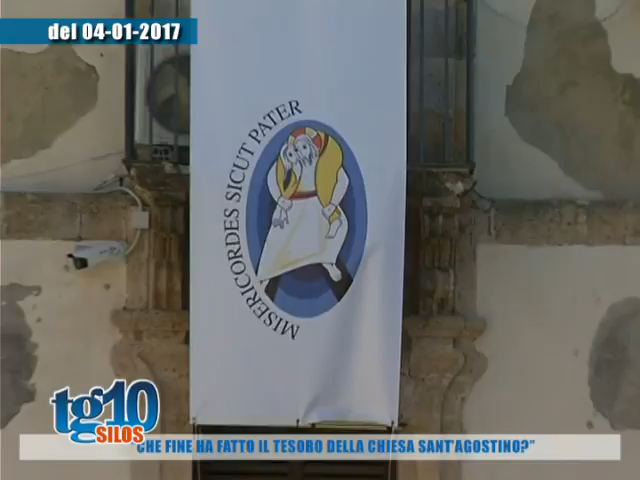 del 04-01-2017
MISERICORDES SICUT PATER
tg10
SILOS
"CHE FINE HA FATTO IL TESORO DELLA CHIESA SANT'AGOSTINO?"